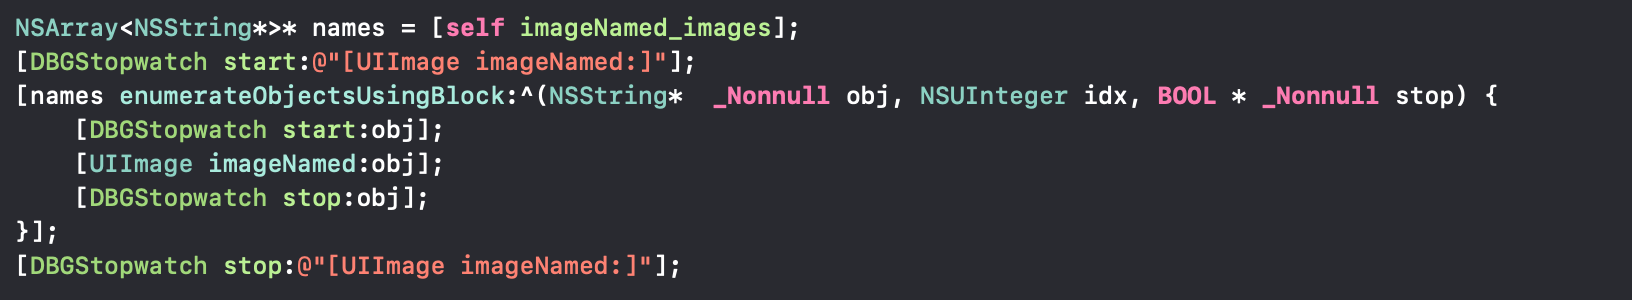 NSArray<NSString*>* names = [self imageNamed_images];
[DBGStopwatch start:@"[UIImage imageNamed:]"];
[names enumerateObjectsUsingBlock:^(NSString*  _Nonnull obj, NSUInteger idx, BOOL * _Nonnull stop) {
    [DBGStopwatch start:obj];
    [UIImage imageNamed:obj];
    [DBGStopwatch stop:obj];
}];
[DBGStopwatch stop:@"[UIImage imageNamed:]"];